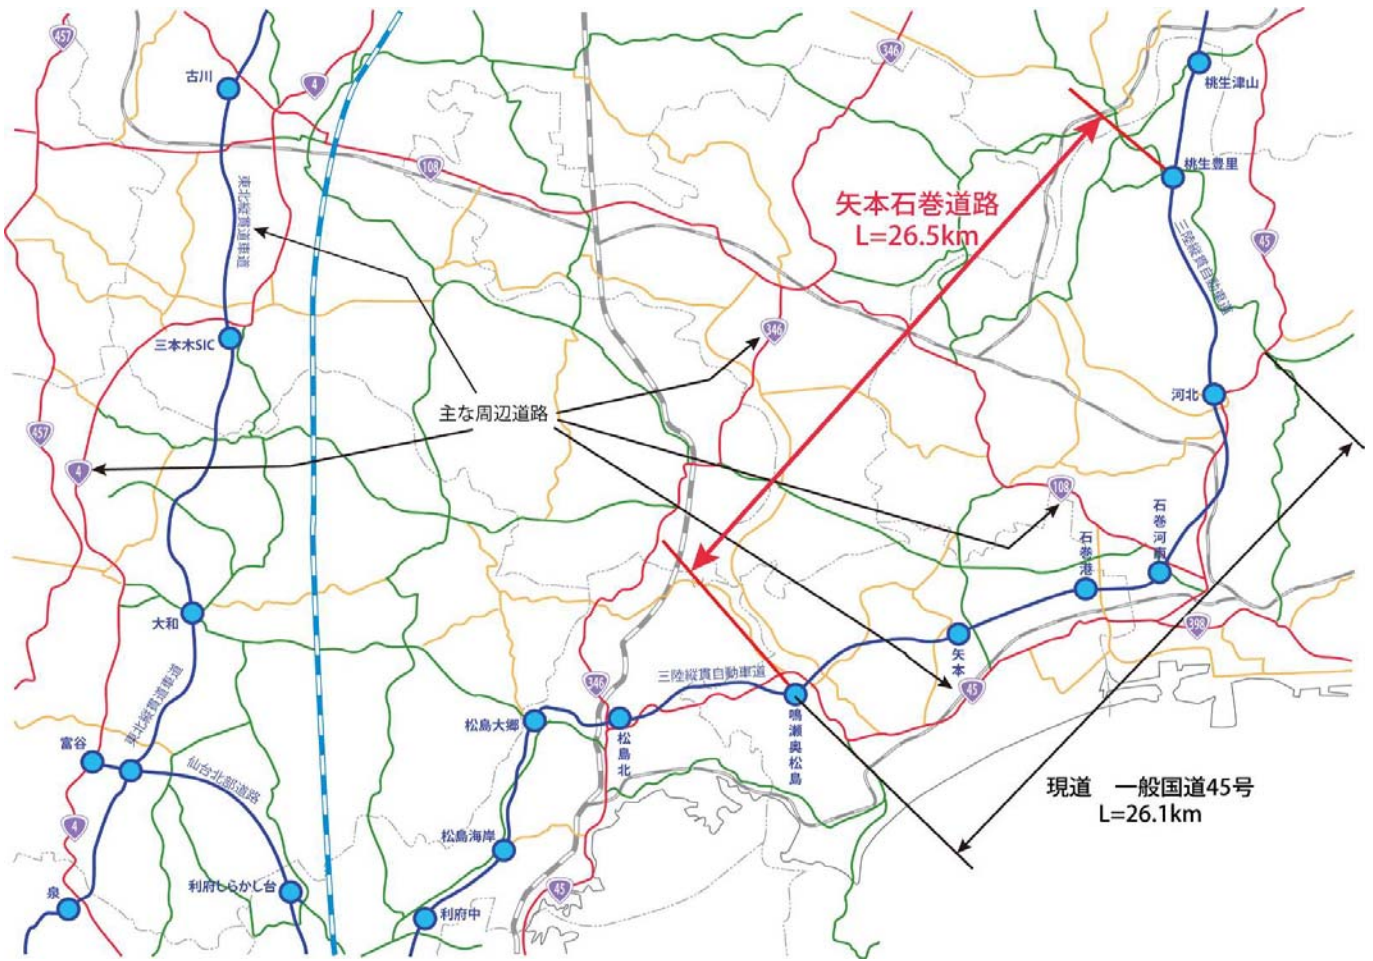 457
346
桃生津山
古川
4
108
桃生豊里
矢本石巻道路
L=26.5km
東北縦貫道車道
45
三陸縦貫自動車道
346
三本木SIC
河北
主な周辺道路
457
4
108
石巻河南
石巻港
大和
398
矢本
346
三陸縦貫自動車道
45
鳴瀬奥松島
松島大郷
松島北
東北縦貫道車道
富谷
仙台北部道路
現道 一般国道45号
L=26.1km
4
松島海岸
利府しらかし台
45
泉
利府中